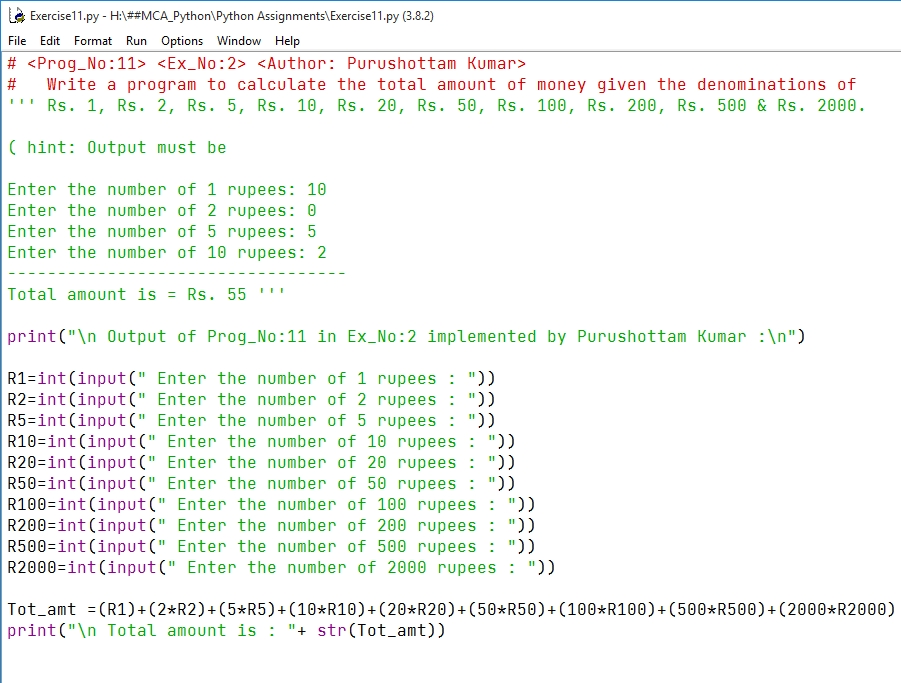 Exercise11.py - H:\##MCA_Python\Python Assignments\Exercise11.py (3.8.2)
File Edit Format Run Options Window Help
# <Prog_No:11> <Ex_No:2> <Author: Purushottam Kumar>
#   Write a program to calculate the total amount of money given the denominations of
''' Rs. 1, Rs. 2, Rs. 5, Rs. 10, Rs. 20, Rs. 50, Rs. 100, Rs. 200, Rs. 500 & Rs. 2000.
( hint: Output must be
Enter the number of 1 rupees: 10
Enter the number of 2 rupees: 0
Enter the number of 5 rupees: 5
Enter the number of 10 rupees: 2
----------------------------------
Total amount is = Rs. 55 '''
print("\n Output of Prog_No:11 in Ex_No:2 implemented by Purushottam Kumar :\n")
R1=int(input(" Enter the number of 1 rupees : "))
R2=int(input(" Enter the number of 2 rupees : "))
R5=int(input(" Enter the number of 5 rupees : "))
R10=int(input(" Enter the number of 10 rupees : "))
R20=int(input(" Enter the number of 20 rupees : "))
R50=int(input(" Enter the number of 50 rupees : "))
R100=int(input(" Enter the number of 100 rupees : "))
R200=int(input(" Enter the number of 200 rupees : "))
R500=int(input(" Enter the number of 500 rupees : "))
R2000=int(input(" Enter the number of 2000 rupees : "))
Tot_amt =(R1)+(2*R2)+(5*R5)+(10*R10)+(20*R20)+(50*R50)+(100*R100)+(500*R500)+(2000*R2000)
print("\n Total amount is : "+ str(Tot_amt))